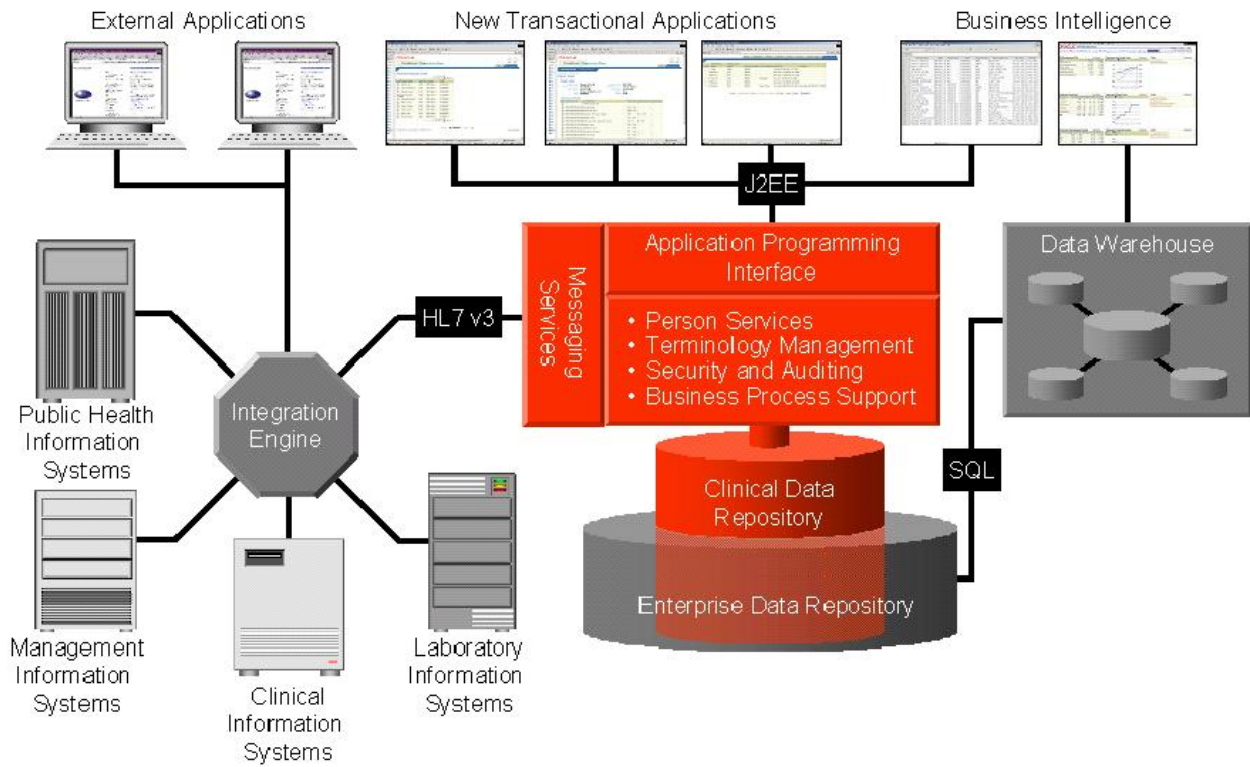 External Applications
New Transactional Applications
Business Intelligence
J2EE
Application Programming
Interface
Messaging
Services
• Person Services
• Terminology Management
• Security and Auditing
• Business Process Support
Data Warehouse
HL7 v3
Integration
Engine
Public Health
Information
Systems
Management
Information
Systems
Clinical
Information
Systems
Laboratory
Information
Systems
Clinical Data
Repository
Enterprise Data Repository
SQL